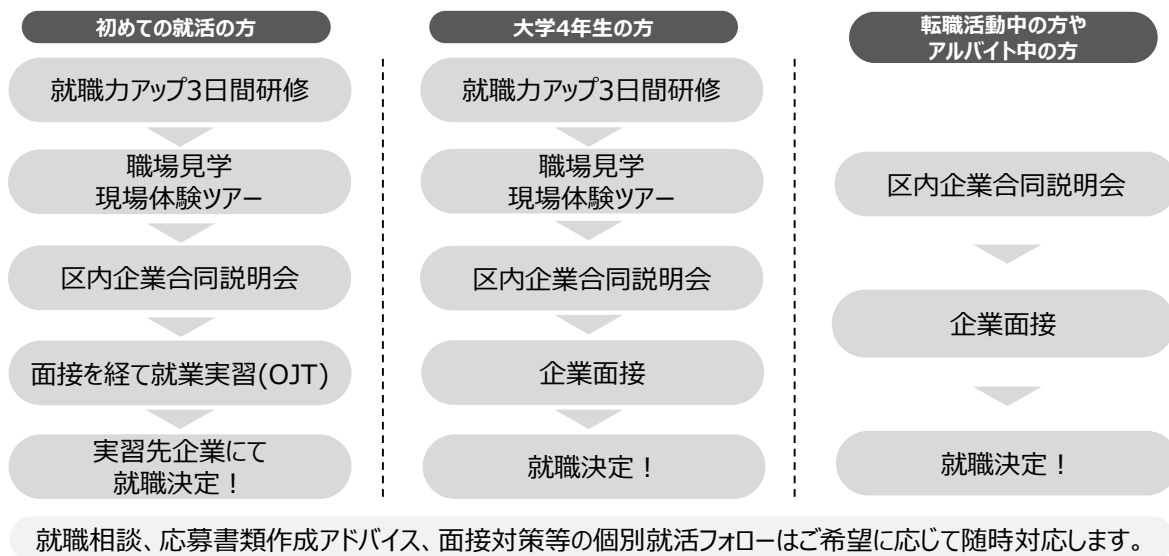 初めての就活の方
就職力アップ3日間研修
職場見学
現場体験ツアー
区内企業合同説明会
面接を経て就業実習(OJT)
実習先企業にて
就職決定！
大学4年生の方
就職力アップ3日間研修
職場見学
現場体験ツアー
区内企業合同説明会
企業面接
就職決定！
転職活動中の方や
アルバイト中の方
区内企業合同説明会
企業面接
就職決定！
就職相談、応募書類作成アドバイス、面接対策等の個別就活フォローはご希望に応じて随時対応します。